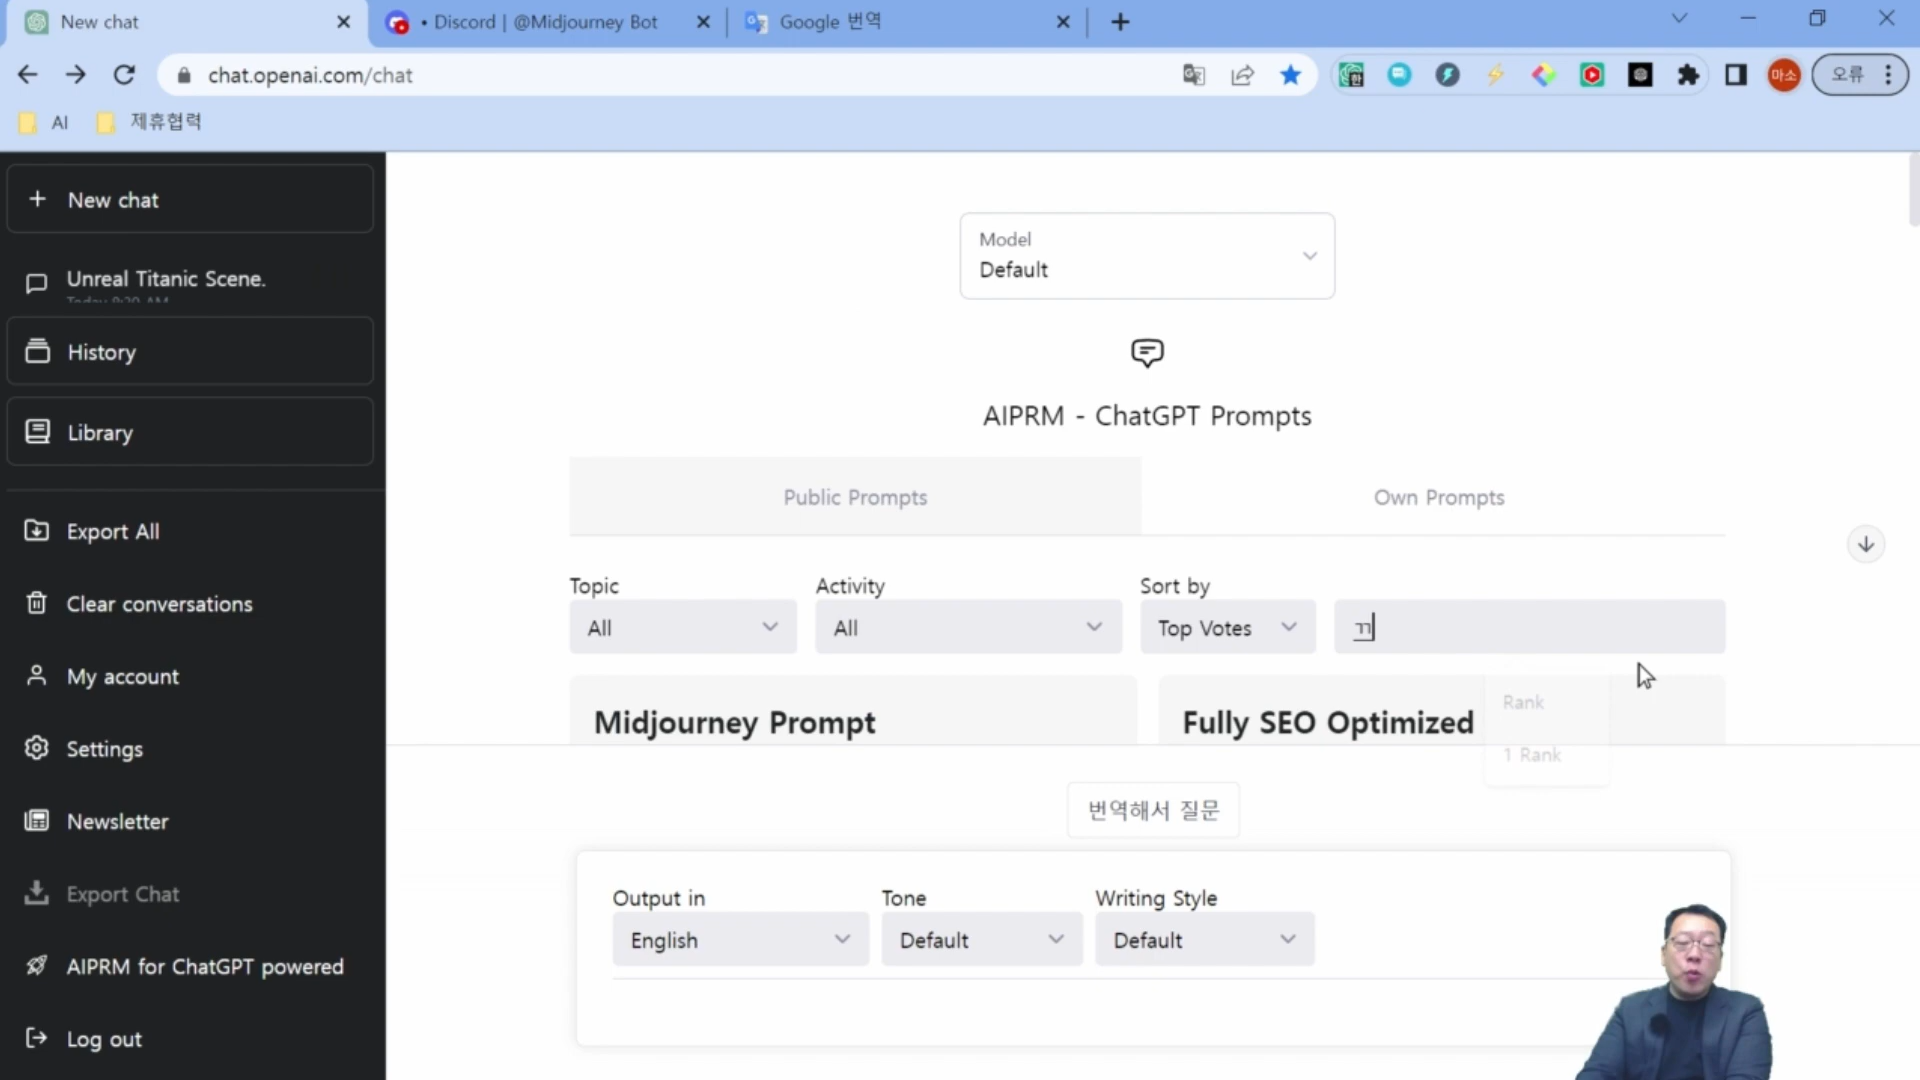 New chat
• Discord | @Midjourney Bot
Google 번역
chat.openai.com/chat
마소
오류
AI
제휴협력
New chat
Unreal Titanic Scene.
History
Library
Export All
Clear conversations
My account
Settings
Newsletter
Export Chat
AIPRM for ChatGPT powered
Log out
Model
Default
AIPRM - ChatGPT Prompts
Public Prompts
Own Prompts
Topic
Activity
Sort by
All
All
Top Votes
ㄲ
Midjourney Prompt
Fully SEO Optimized
Rank
1 Rank
번역해서 질문
Output in
Tone
Writing Style
English
Default
Default